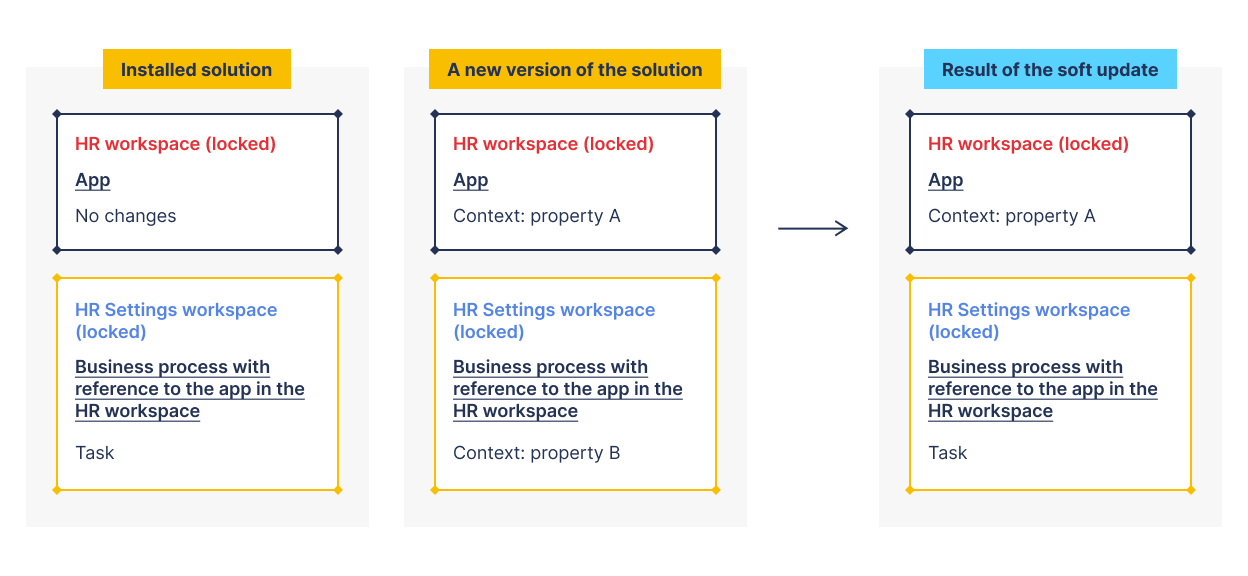 Installed solution
HR workspace (locked)
App
No changes
HR Settings workspace
(locked)
Business process with
reference to the app in the
HR workspace
Task
A new version of the solution
HR workspace (locked)
App
Context: property A
HR Settings workspace
(locked)
Business process with
reference to the app in the
HR workspace
Context: property B
Result of the soft update
HR workspace (locked)
App
Context: property A
HR Settings workspace
(locked)
Business process with
reference to the app in the
HR workspace
Task